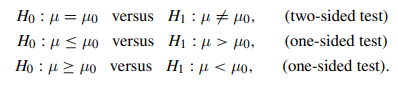 H₀ : μ = μ₀ versus H₁ : μ ≠ μ₀, (two-sided test)
H₀ : μ ≤ μ₀ versus H₁ : μ > μ₀, (one-sided test)
H₀ : μ ≥ μ₀ versus H₁ : μ < μ₀, (one-sided test).